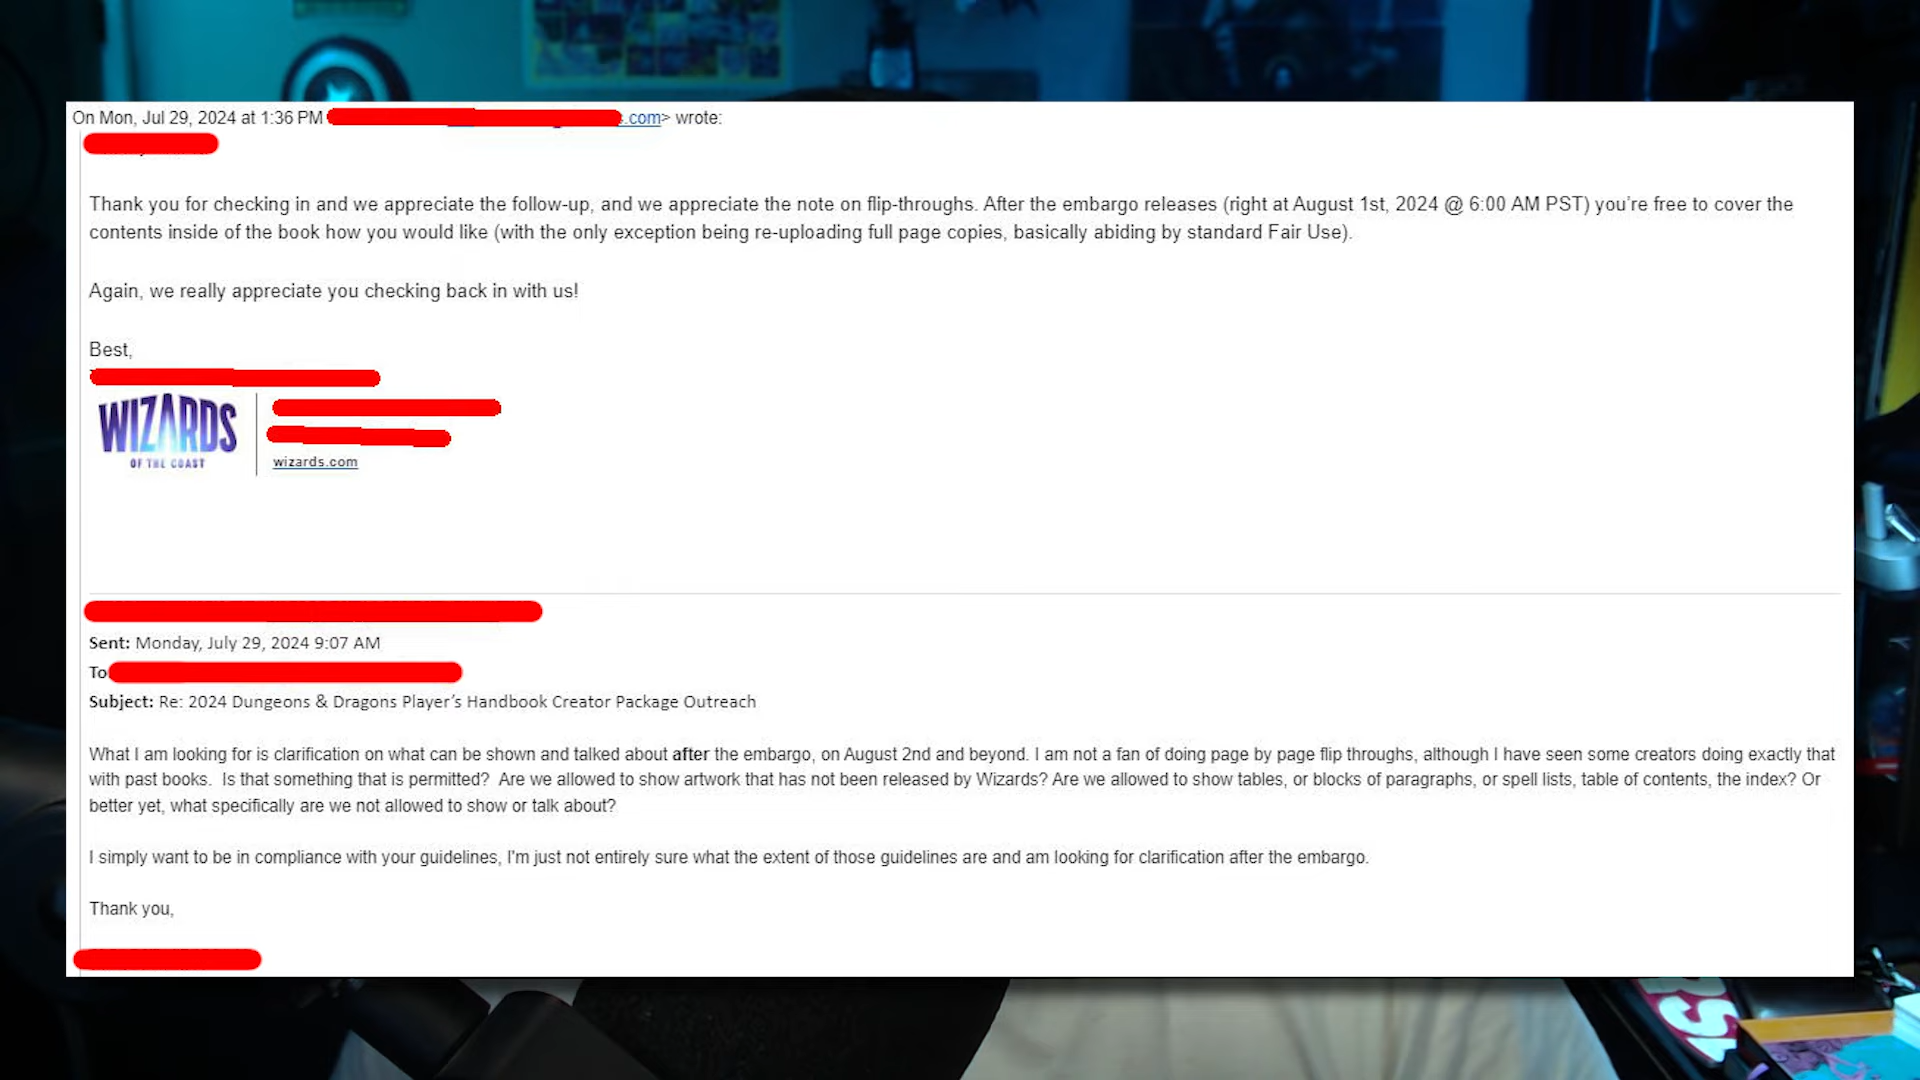 On Mon, Jul 29, 2024 at 1:36 PM .com> wrote:
Thank you for checking in and we appreciate the follow-up, and we appreciate the note on flip-throughs. After the embargo releases (right at August 1st, 2024 @ 6:00 AM PST) you're free to cover the
contents inside of the book how you would like (with the only exception being re-uploading full page copies, basically abiding by standard Fair Use).
Again, we really appreciate you checking back in with us!
Best,
WIZARDS
OF THE COAST
wizards.com
Sent: Monday, July 29, 2024 9:07 AM
To
Subject: Re: 2024 Dungeons & Dragons Player's Handbook Creator Package Outreach
What I am looking for is clarification on what can be shown and talked about after the embargo, on August 2nd and beyond. I am not a fan of doing page by page flip throughs, although I have seen some creators doing exactly that
with past books.  Is that something that is permitted?  Are we allowed to show artwork that has not been released by Wizards? Are we allowed to show tables, or blocks of paragraphs, or spell lists, table of contents, the index? Or
better yet, what specifically are we not allowed to show or talk about?
I simply want to be in compliance with your guidelines, I'm just not entirely sure what the extent of those guidelines are and am looking for clarification after the embargo.
Thank you,